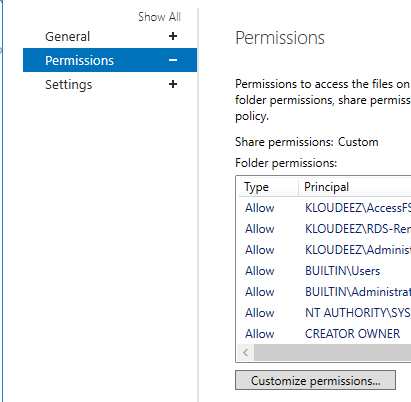 Show All
General +
Permissions −
Settings +
Permissions
Permissions to access the files on
folder permissions, share permiss
policy.
Share permissions: Custom
Folder permissions:
Type Principal
Allow KLOUDEEZ\AccessFS
Allow KLOUDEEZ\RDS-Rem
Allow KLOUDEEZ\Administ
Allow BUILTIN\Users
Allow BUILTIN\Administrat
Allow NT AUTHORITY\SYS
Allow CREATOR OWNER
Customize permissions...